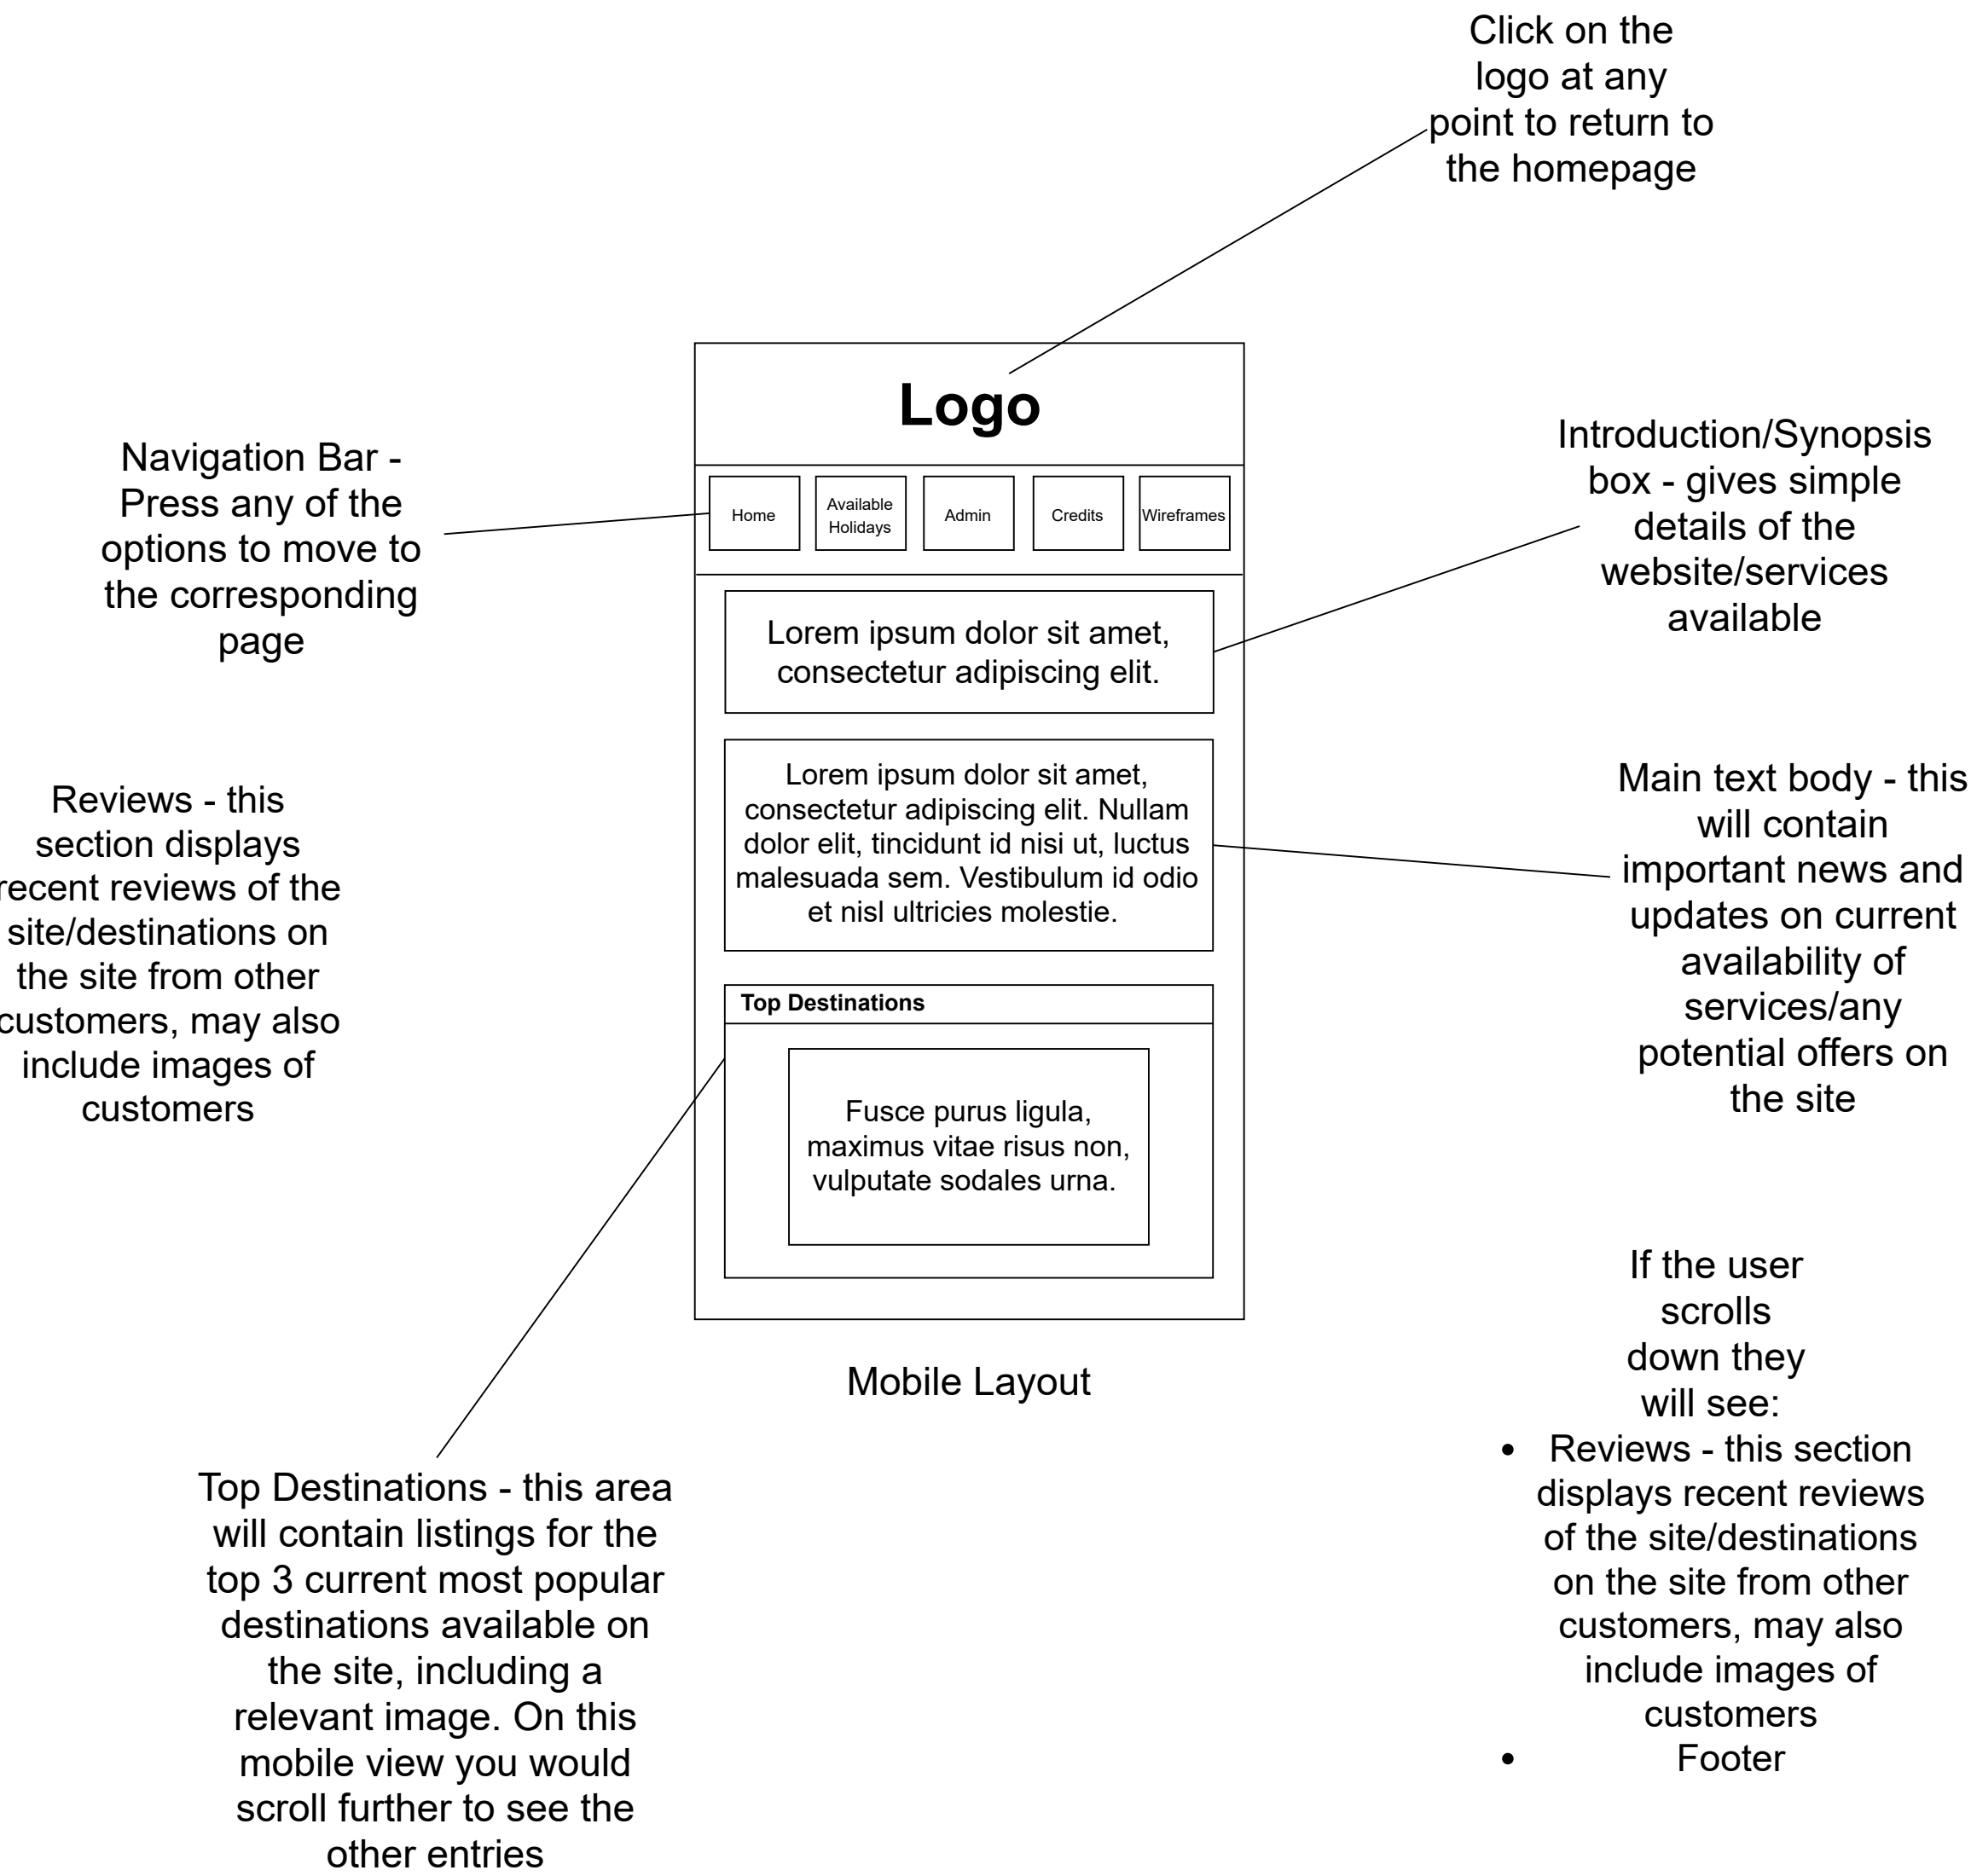 Click on the
logo at any
point to return to
the homepage
Logo
Navigation Bar -
Press any of the
options to move to
the corresponding
page
Home
Available
Holidays
Admin
Credits
Wireframes
Introduction/Synopsis
box - gives simple
details of the
website/services
available
Lorem ipsum dolor sit amet,
consectetur adipiscing elit.
Reviews - this
section displays
recent reviews of the
site/destinations on
the site from other
customers, may also
include images of
customers
Lorem ipsum dolor sit amet,
consectetur adipiscing elit. Nullam
dolor elit, tincidunt id nisi ut, luctus
malesuada sem. Vestibulum id odio
et nisl ultricies molestie.
Main text body - this
will contain
important news and
updates on current
availability of
services/any
potential offers on
the site
Top Destinations
Fusce purus ligula,
maximus vitae risus non,
vulputate sodales urna.
Mobile Layout
Top Destinations - this area
will contain listings for the
top 3 current most popular
destinations available on
the site, including a
relevant image. On this
mobile view you would
scroll further to see the
other entries
If the user
scrolls
down they
will see:
• Reviews - this section
displays recent reviews
of the site/destinations
on the site from other
customers, may also
include images of
customers
• Footer